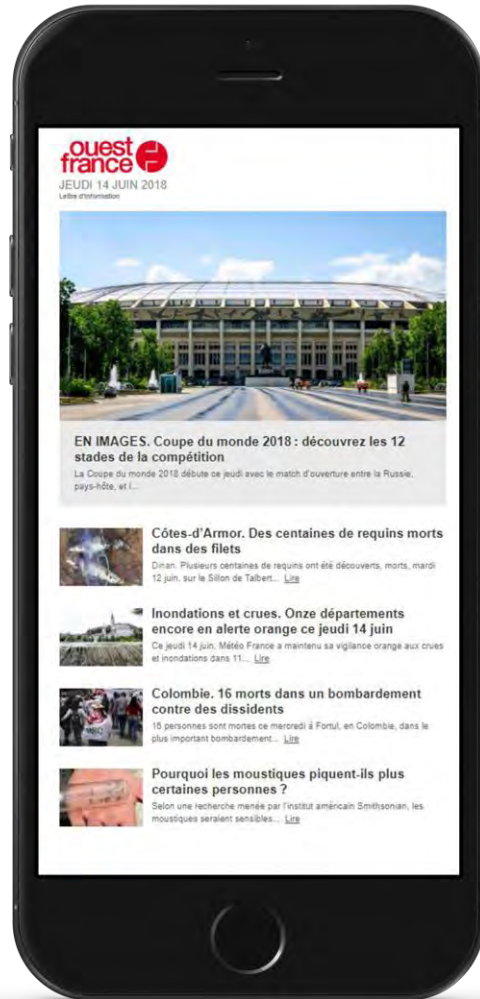 ouest
france
JEUDI 14 JUIN 2018
Lettre d'information
EN IMAGES. Coupe du monde 2018 : découvrez les 12
stades de la compétition
La Coupe du monde 2018 débute ce jeudi avec le match d'ouverture entre la Russie,
pays-hôte, et l...
Côtes-d'Armor. Des centaines de requins morts
dans des filets
Dinan. Plusieurs centaines de requins ont été découverts, morts, mardi
12 juin, sur le Sillon de Talbert... Lire
Inondations et crues. Onze départements
encore en alerte orange ce jeudi 14 juin
Ce jeudi 14 juin, Météo France a maintenu sa vigilance orange aux crues
et inondations dans 11... Lire
Colombie. 16 morts dans un bombardement
contre des dissidents
16 personnes sont mortes ce mercredi à Fortul, en Colombie, dans le
plus important bombardement... Lire
Pourquoi les moustiques piquent-ils plus
certaines personnes ?
Selon une recherche menée par l'institut américain Smithsonian, les
moustiques seraient sensibles... Lire